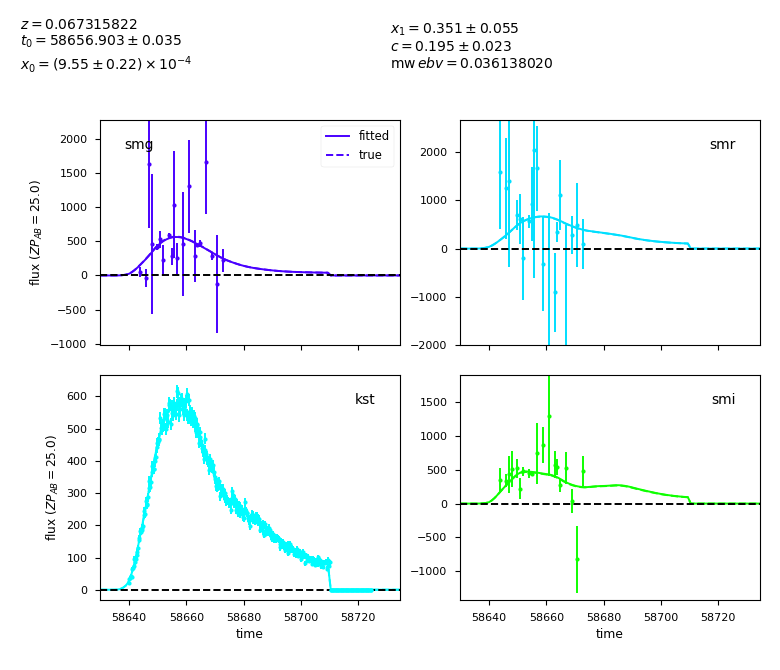 z = 0.067315822
t₀ = 58656.903 ± 0.035
x₀ = (9.55 ± 0.22) × 10⁻⁴
x₁ = 0.351 ± 0.055
c = 0.195 ± 0.023
mw ebv = 0.036138020
smg
fitted
true
2000
1500
1000
500
0
−500
−1000
flux (ZP_AB = 25.0)
smr
2000
1000
0
−1000
−2000
kst
600
500
400
300
200
100
0
flux (ZP_AB = 25.0)
58640 58660 58680 58700 58720
time
smi
1500
1000
500
0
−500
−1000
58640 58660 58680 58700 58720
time